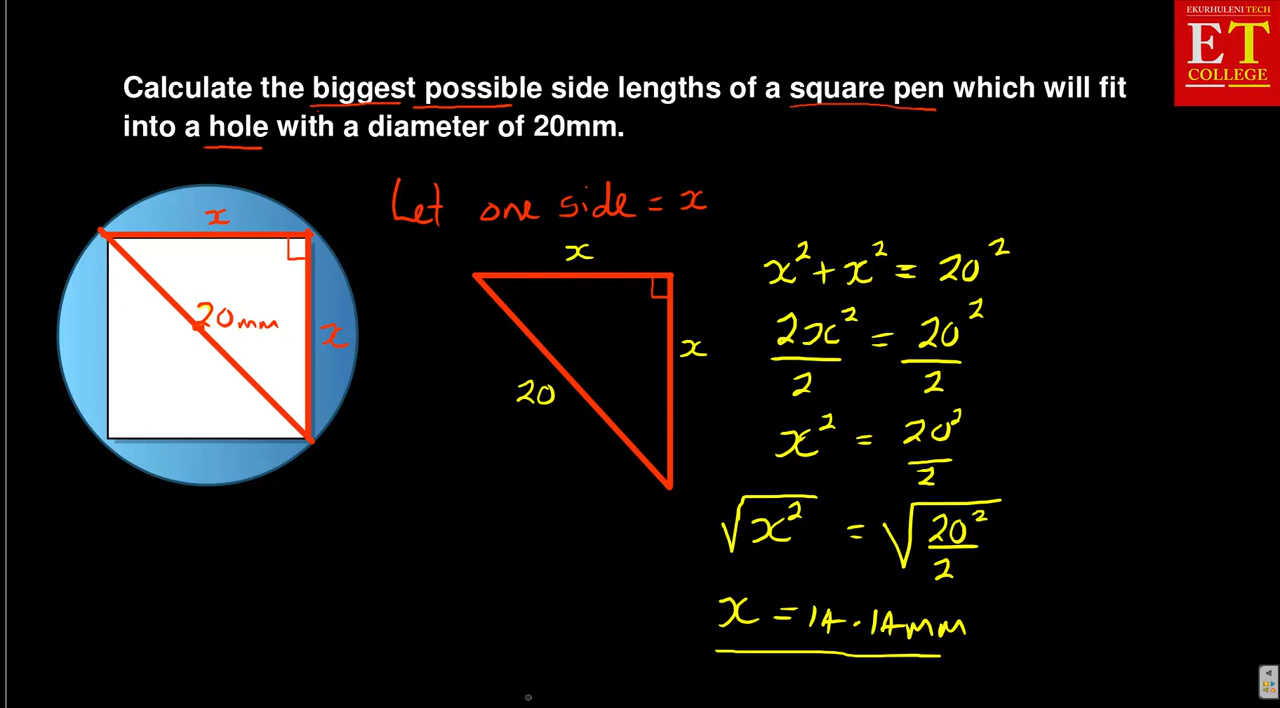 EKURHULENI TECH
ET
COLLEGE
Calculate the biggest possible side lengths of a square pen which will fit
into a hole with a diameter of 20mm.
Let one side = x
x
20mm
x
x
x
20
x² + x² = 20²
2x²/2 = 20²/2
x² = 20²/2
√x² = √(20²/2)
x = 14.14mm